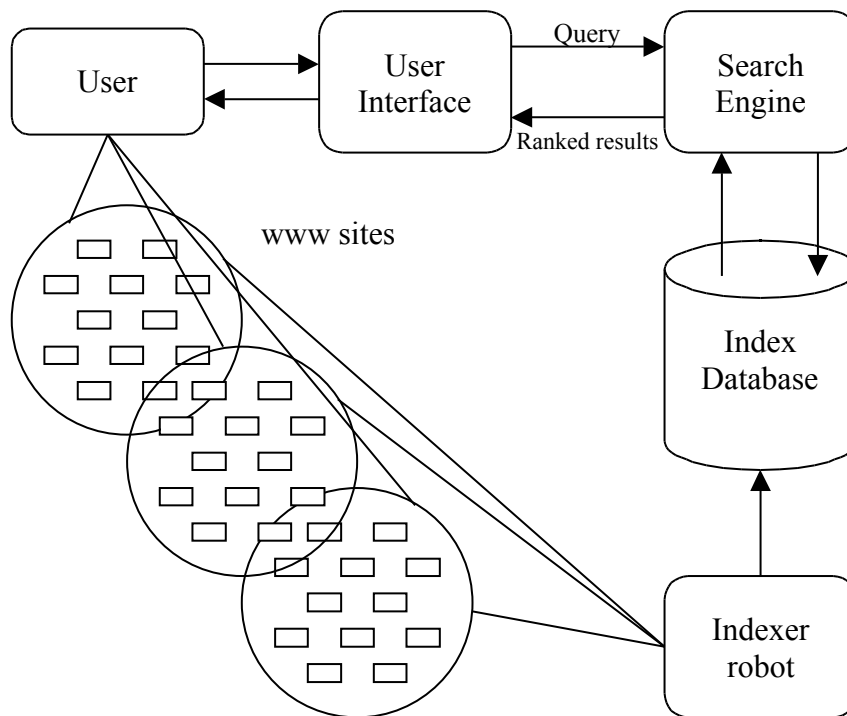 User
User
Interface
Query
Search
Engine
Ranked results
www sites
Index
Database
Indexer
robot